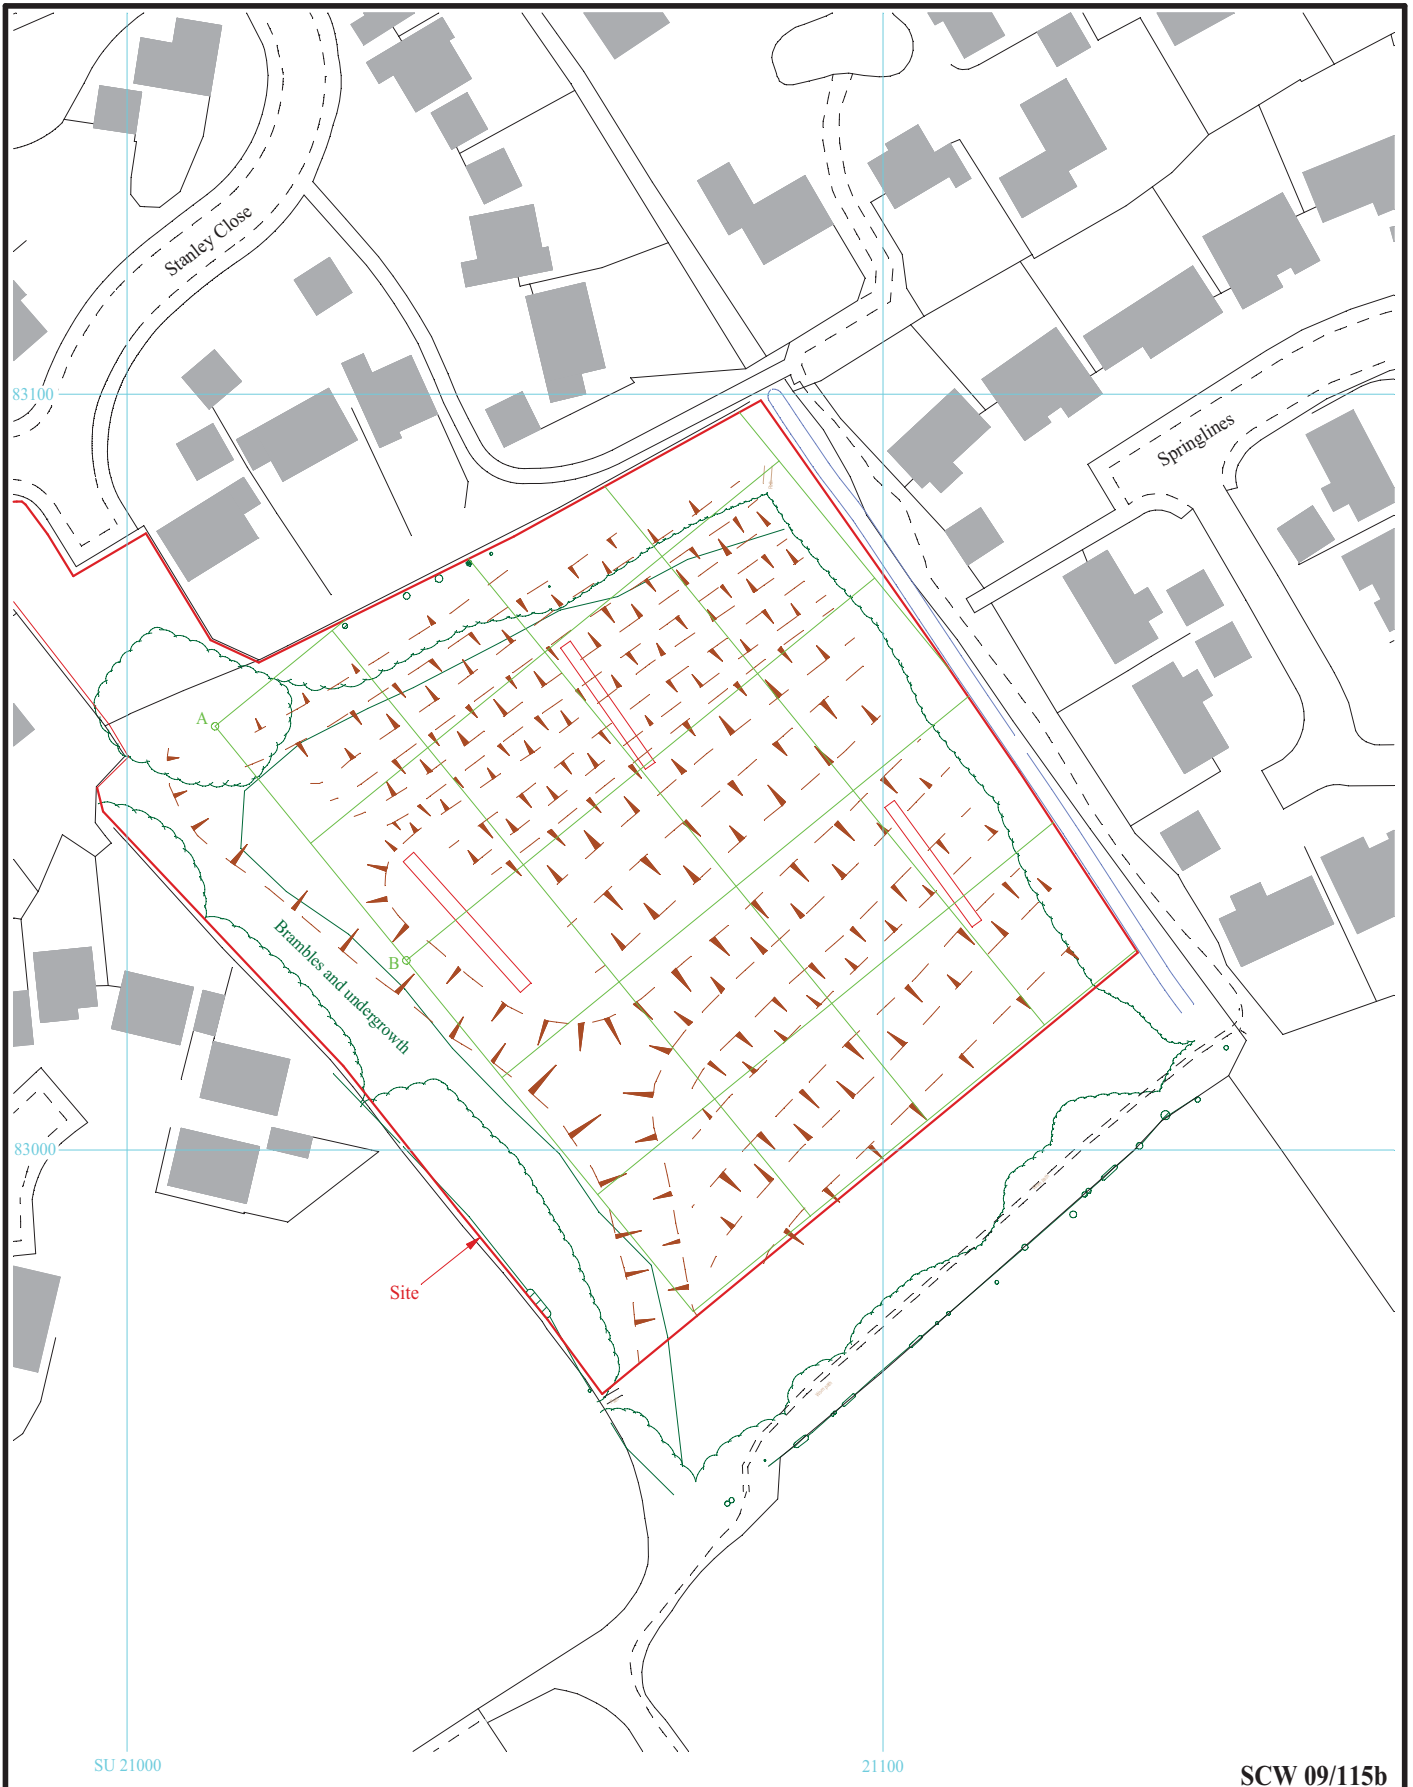 Stanley Close
83100
Springlines
A
B
Brambles and undergrowth
83000
Site
SU 21000
21100
SCW 09/115b